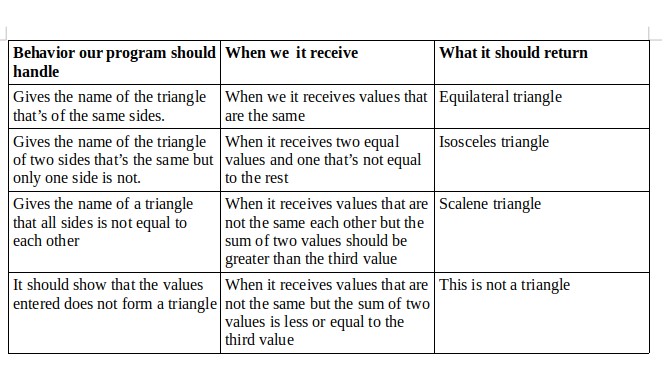 Behavior our program should handle
When we it receive
What it should return
Gives the name of the triangle
that's of the same sides.
When we it receives values that
are the same
Equilateral triangle
Gives the name of the triangle
of two sides that's the same but
only one side is not.
When it receives two equal
values and one that's not equal
to the rest
Isosceles triangle
Gives the name of a triangle
that all sides is not equal to
each other
When it receives values that are
not the same each other but the
sum of two values should be
greater than the third value
Scalene triangle
It should show that the values
entered does not form a triangle
When it receives values that are
not the same but the sum of two
values is less or equal to the
third value
This is not a triangle